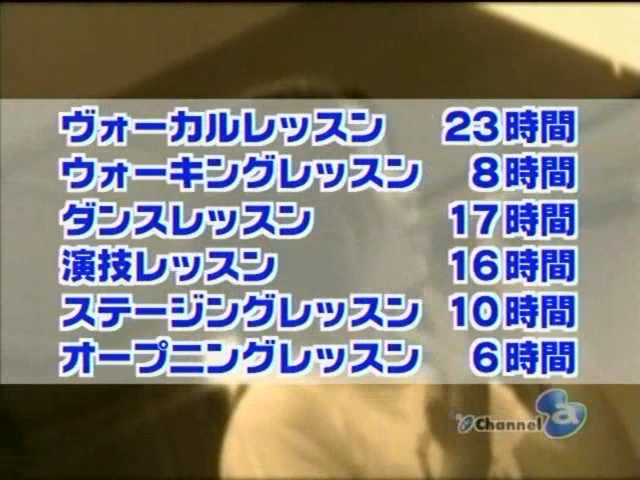 ヴォーカルレッスン 23時間
ウォーキングレッスン 8時間
ダンスレッスン 17時間
演技レッスン 16時間
ステージングレッスン 10時間
オープニングレッスン 6時間
Channel a